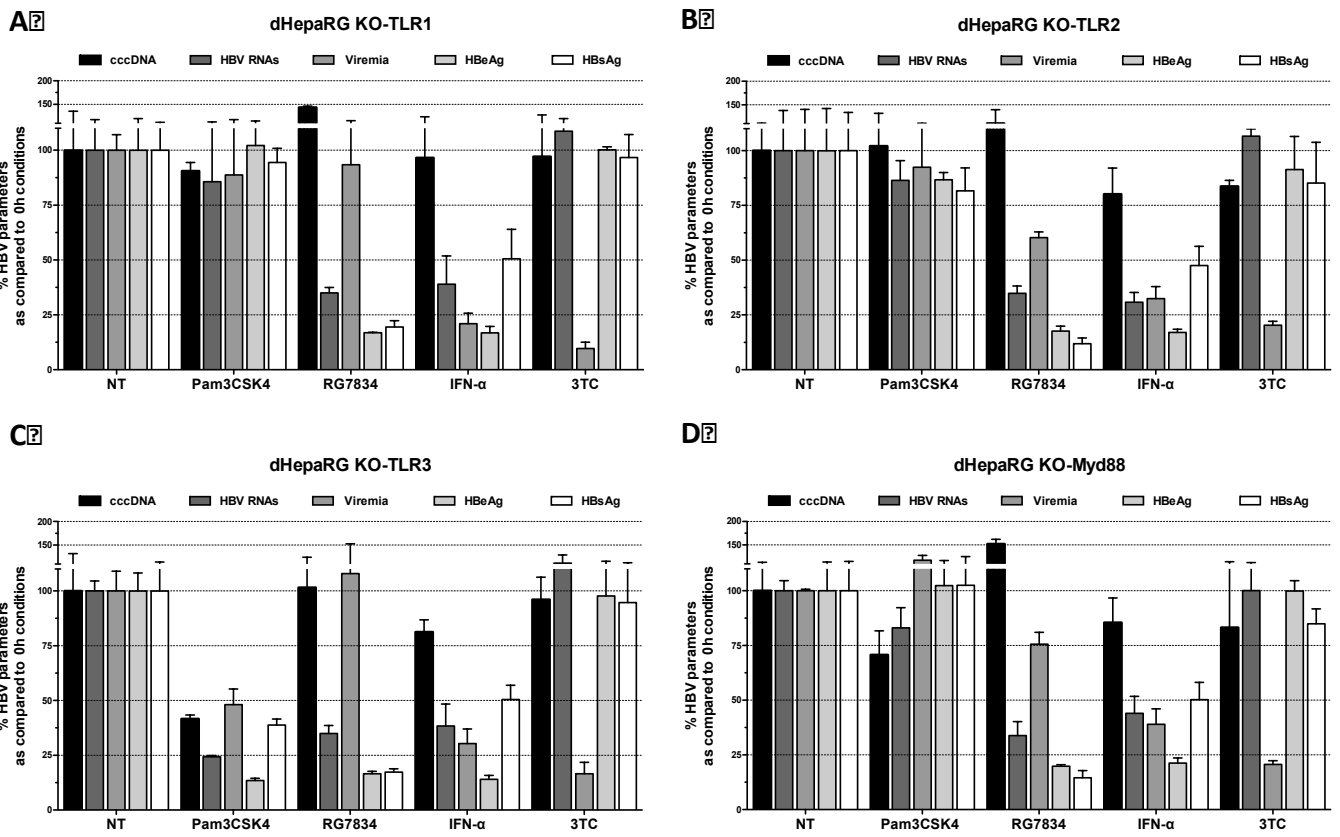 A⍰
dHepaRG KO-TLR1
cccDNA HBV RNAs Viremia HBeAg HBsAg
% HBV parameters
as compared to 0h conditions
200
150
100
75
50
25
0
NT Pam3CSK4 RG7834 IFN-α 3TC
B⍰
dHepaRG KO-TLR2
cccDNA HBV RNAs Viremia HBeAg HBsAg
% HBV parameters
as compared to 0h conditions
200
150
100
75
50
25
0
NT Pam3CSK4 RG7834 IFN-α 3TC
C⍰
dHepaRG KO-TLR3
cccDNA HBV RNAs Viremia HBeAg HBsAg
% HBV parameters
as compared to 0h conditions
200
150
100
75
50
25
0
NT Pam3CSK4 RG7834 IFN-α 3TC
D⍰
dHepaRG KO-Myd88
cccDNA HBV RNAs Viremia HBeAg HBsAg
% HBV parameters
as compared to 0h conditions
200
150
100
75
50
25
0
NT Pam3CSK4 RG7834 IFN-α 3TC